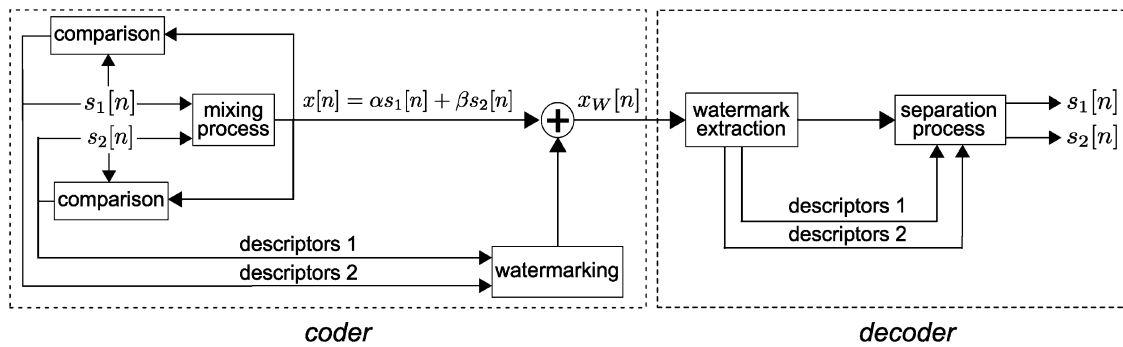 comparison
s₁[n]
mixing
process
s₂[n]
comparison
x[n] = αs₁[n] + βs₂[n]
+
x_W[n]
descriptors 1
descriptors 2
watermarking
coder
watermark
extraction
separation
process
s₁[n]
s₂[n]
descriptors 1
descriptors 2
decoder